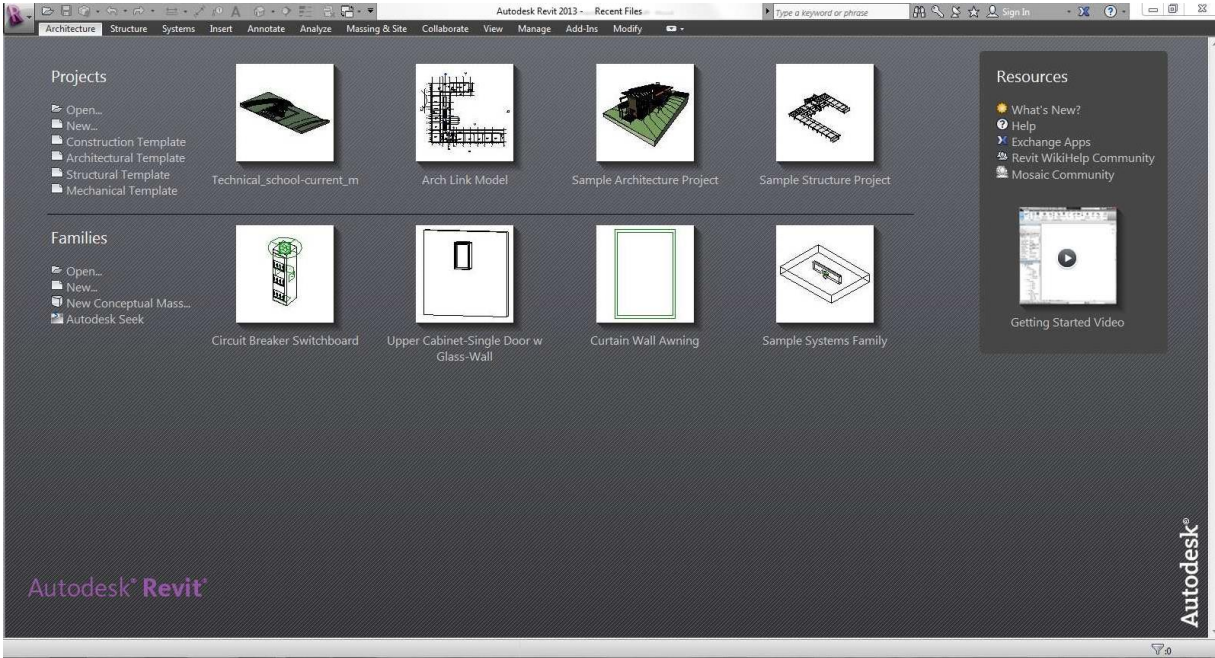 Autodesk Revit 2013 - Recent Files
Type a keyword or phrase
Sign In
Architecture Structure Systems Insert Annotate Analyze Massing & Site Collaborate View Manage Add-Ins Modify
Projects
Open...
New...
Construction Template
Architectural Template
Structural Template
Mechanical Template
Technical_school-current_m
Arch Link Model
Sample Architecture Project
Sample Structure Project
Families
Open...
New...
New Conceptual Mass...
Autodesk Seek
Circuit Breaker Switchboard
Upper Cabinet-Single Door w
Glass-Wall
Curtain Wall Awning
Sample Systems Family
Resources
What's New?
Help
Exchange Apps
Revit WikiHelp Community
Mosaic Community
Getting Started Video
Autodesk® Revit®
Autodesk®
:0